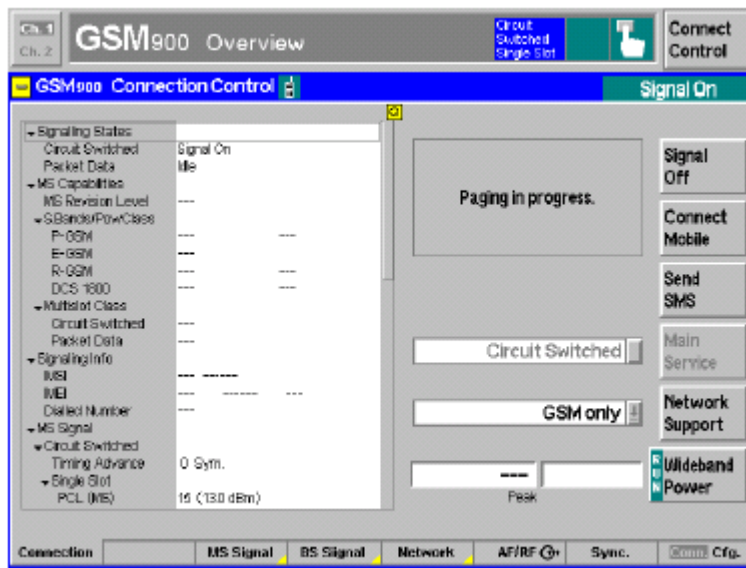 Ch. 1
Ch. 2
GSM900 Overview
Circuit
Switched
Single Slot
Connect
Control
GSM900 Connection Control
Signal On
Signaling States
Circuit Switched Signal On
Packet Data Idle
MS Capabilities
MS Revision Level ---
S.Bands/Pow/Class
P-GSM --- ---
E-GSM ---
R-GSM --- ---
DCS 1800 --- ---
Multislot Class
Circuit Switched ---
Packet Data ---
Signaling Info
IMSI --- ------
IMEI --- ------ ---
Dialled Number ---
MS Signal
Circuit Switched
Timing Advance 0 Sym.
Single Slot
PCL (MS) 15 (13.0 dBm)
Paging in progress.
Circuit Switched
GSM only
---
Peak
Signal
Off
Connect
Mobile
Send
SMS
Main
Service
Network
Support
RUN
Wideband
Power
Connection MS Signal BS Signal Network AF/RF Sync. Conn. Cfg.